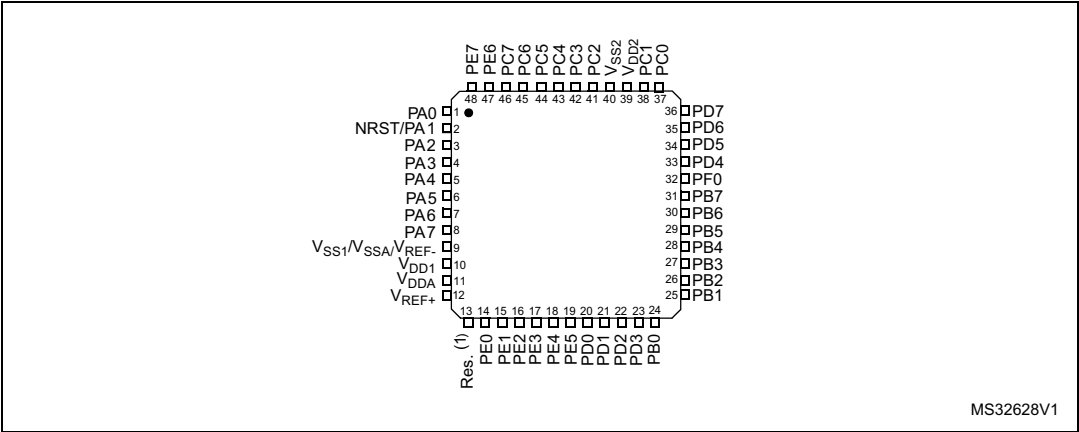 PE7 PE6 PC7 PC6 PC5 PC4 PC3 PC2 VSS2 VDD2 PC1 PC0
48 47 46 45 44 43 42 41 40 39 38 37
PA0 1 36 PD7
NRST/PA1 2 35 PD6
PA2 3 34 PD5
PA3 4 33 PD4
PA4 5 32 PF0
PA5 6 31 PB7
PA6 7 30 PB6
PA7 8 29 PB5
VSS1/VSSA/VREF- 9 28 PB4
VDD1 10 27 PB3
VDDA 11 26 PB2
VREF+ 12 25 PB1
13 14 15 16 17 18 19 20 21 22 23 24
Res. (1) PE0 PE1 PE2 PE3 PE4 PE5 PD0 PD1 PD2 PD3 PB0
MS32628V1